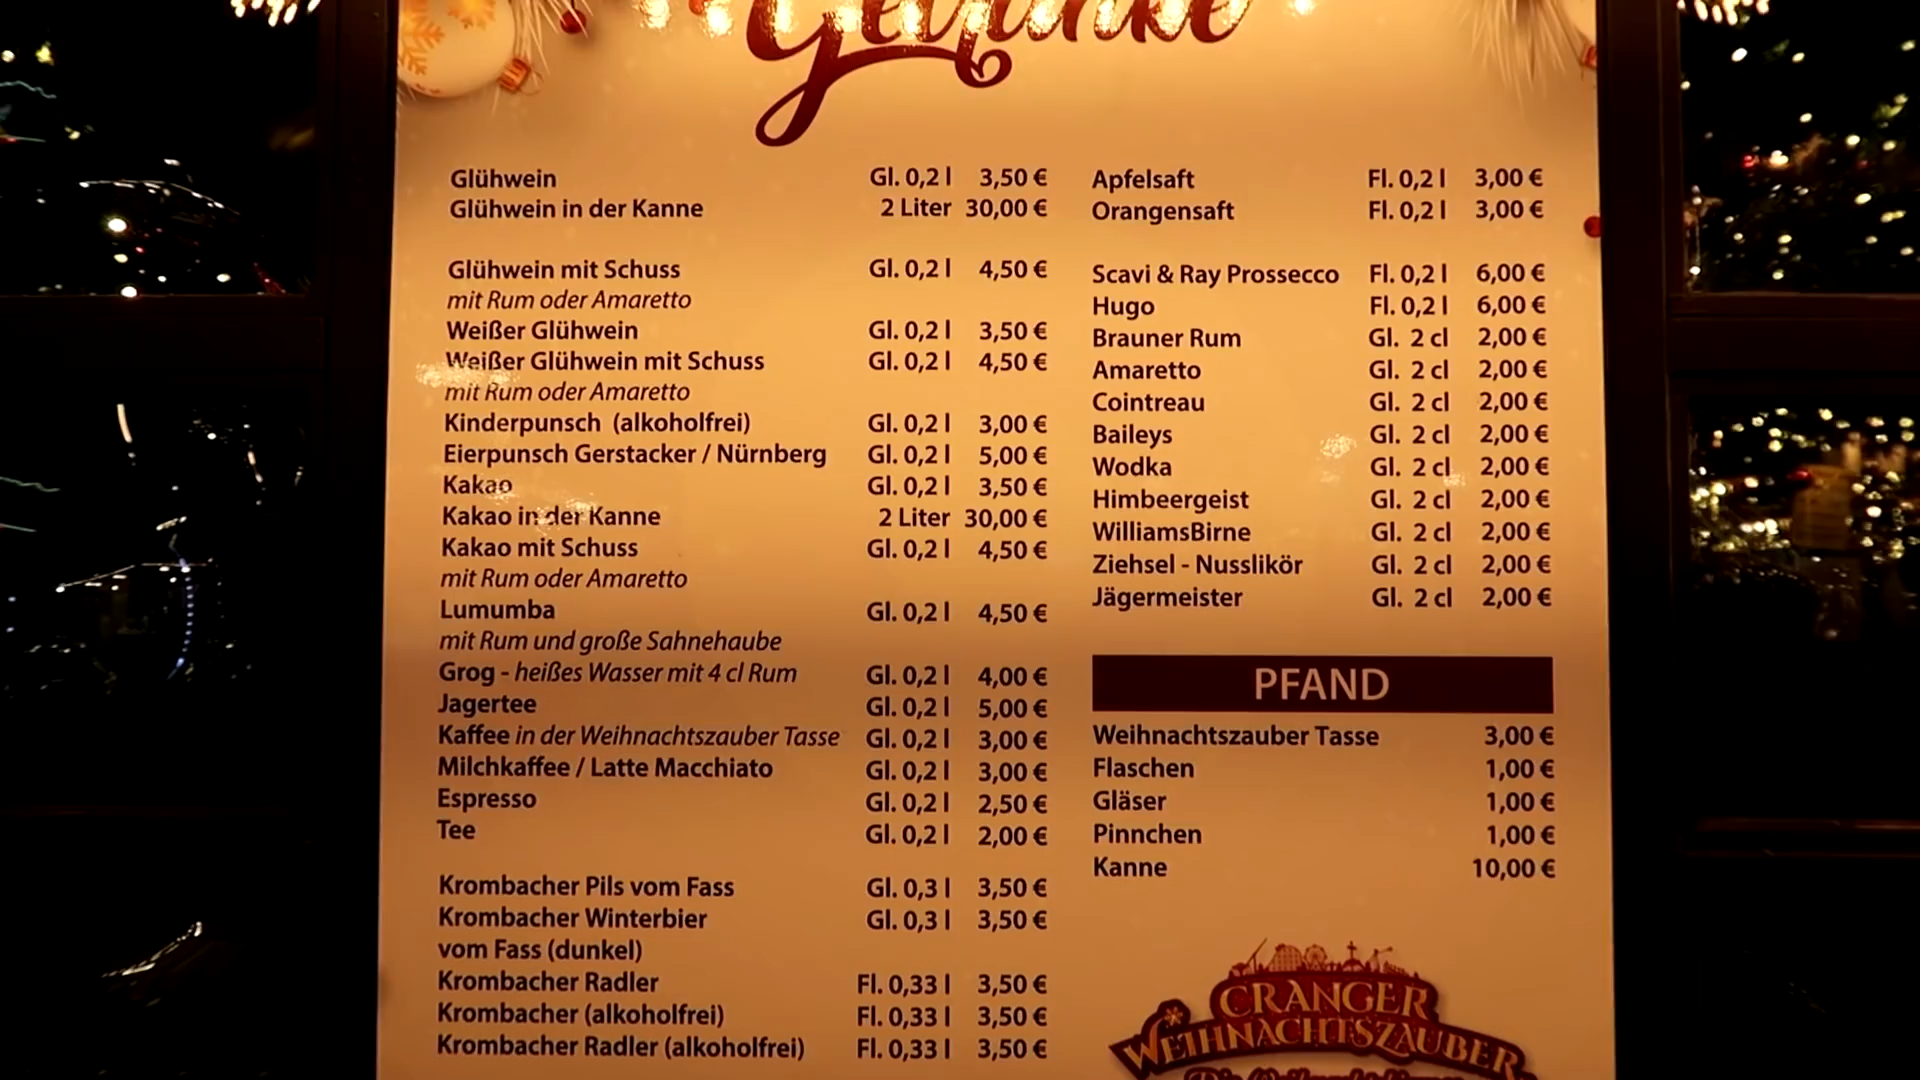 Getränke
Glühwein Gl. 0,2 l 3,50 €
Glühwein in der Kanne 2 Liter 30,00 €
Glühwein mit Schuss Gl. 0,2 l 4,50 €
mit Rum oder Amaretto
Weißer Glühwein Gl. 0,2 l 3,50 €
Weißer Glühwein mit Schuss Gl. 0,2 l 4,50 €
mit Rum oder Amaretto
Kinderpunsch (alkoholfrei) Gl. 0,2 l 3,00 €
Eierpunsch Gerstacker / Nürnberg Gl. 0,2 l 5,00 €
Kakao Gl. 0,2 l 3,50 €
Kakao in der Kanne 2 Liter 30,00 €
Kakao mit Schuss Gl. 0,2 l 4,50 €
mit Rum oder Amaretto
Lumumba Gl. 0,2 l 4,50 €
mit Rum und große Sahnehaube
Grog - heißes Wasser mit 4 cl Rum Gl. 0,2 l 4,00 €
Jagertee Gl. 0,2 l 5,00 €
Kaffee in der Weihnachtszauber Tasse Gl. 0,2 l 3,00 €
Milchkaffee / Latte Macchiato Gl. 0,2 l 3,00 €
Espresso Gl. 0,2 l 2,50 €
Tee Gl. 0,2 l 2,00 €
Krombacher Pils vom Fass Gl. 0,3 l 3,50 €
Krombacher Winterbier Gl. 0,3 l 3,50 €
vom Fass (dunkel)
Krombacher Radler Fl. 0,33 l 3,50 €
Krombacher (alkoholfrei) Fl. 0,33 l 3,50 €
Krombacher Radler (alkoholfrei) Fl. 0,33 l 3,50 €
Apfelsaft Fl. 0,2 l 3,00 €
Orangensaft Fl. 0,2 l 3,00 €
Scavi & Ray Prossecco Fl. 0,2 l 6,00 €
Hugo Fl. 0,2 l 6,00 €
Brauner Rum Gl. 2 cl 2,00 €
Amaretto Gl. 2 cl 2,00 €
Cointreau Gl. 2 cl 2,00 €
Baileys Gl. 2 cl 2,00 €
Wodka Gl. 2 cl 2,00 €
Himbeergeist Gl. 2 cl 2,00 €
WilliamsBirne Gl. 2 cl 2,00 €
Ziehsel - Nusslikör Gl. 2 cl 2,00 €
Jägermeister Gl. 2 cl 2,00 €
PFAND
Weihnachtszauber Tasse 3,00 €
Flaschen 1,00 €
Gläser 1,00 €
Pinnchen 1,00 €
Kanne 10,00 €
CRANGER
WEIHNACHTSZAUBER